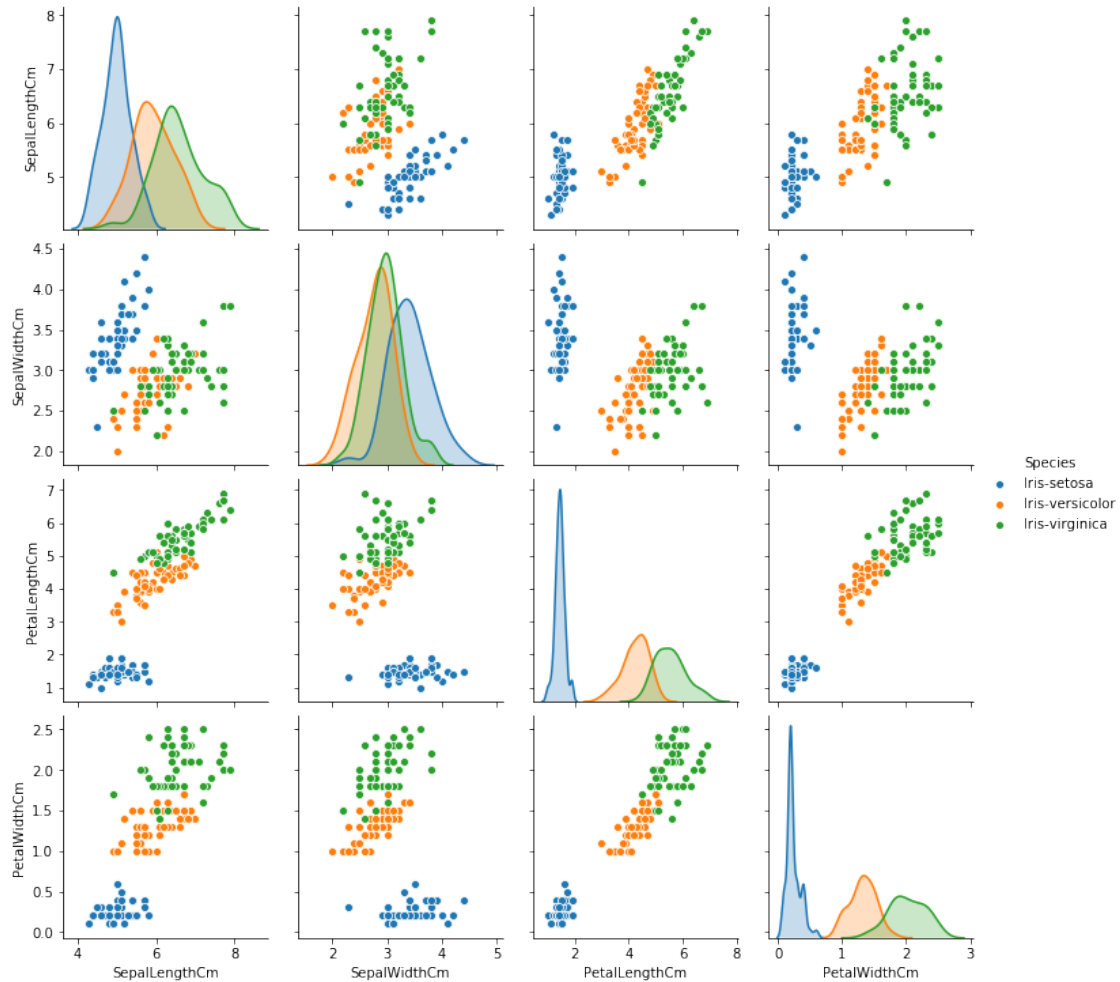 8
7
6
5
SepalLengthCm
4.5
4.0
3.5
3.0
2.5
2.0
SepalWidthCm
Species
Iris-setosa
Iris-versicolor
Iris-virginica
7
6
5
4
3
2
1
PetalLengthCm
2.5
2.0
1.5
1.0
0.5
0.0
PetalWidthCm
4 6 8
SepalLengthCm
2 3 4 5
SepalWidthCm
2 4 6 8
PetalLengthCm
0 1 2 3
PetalWidthCm